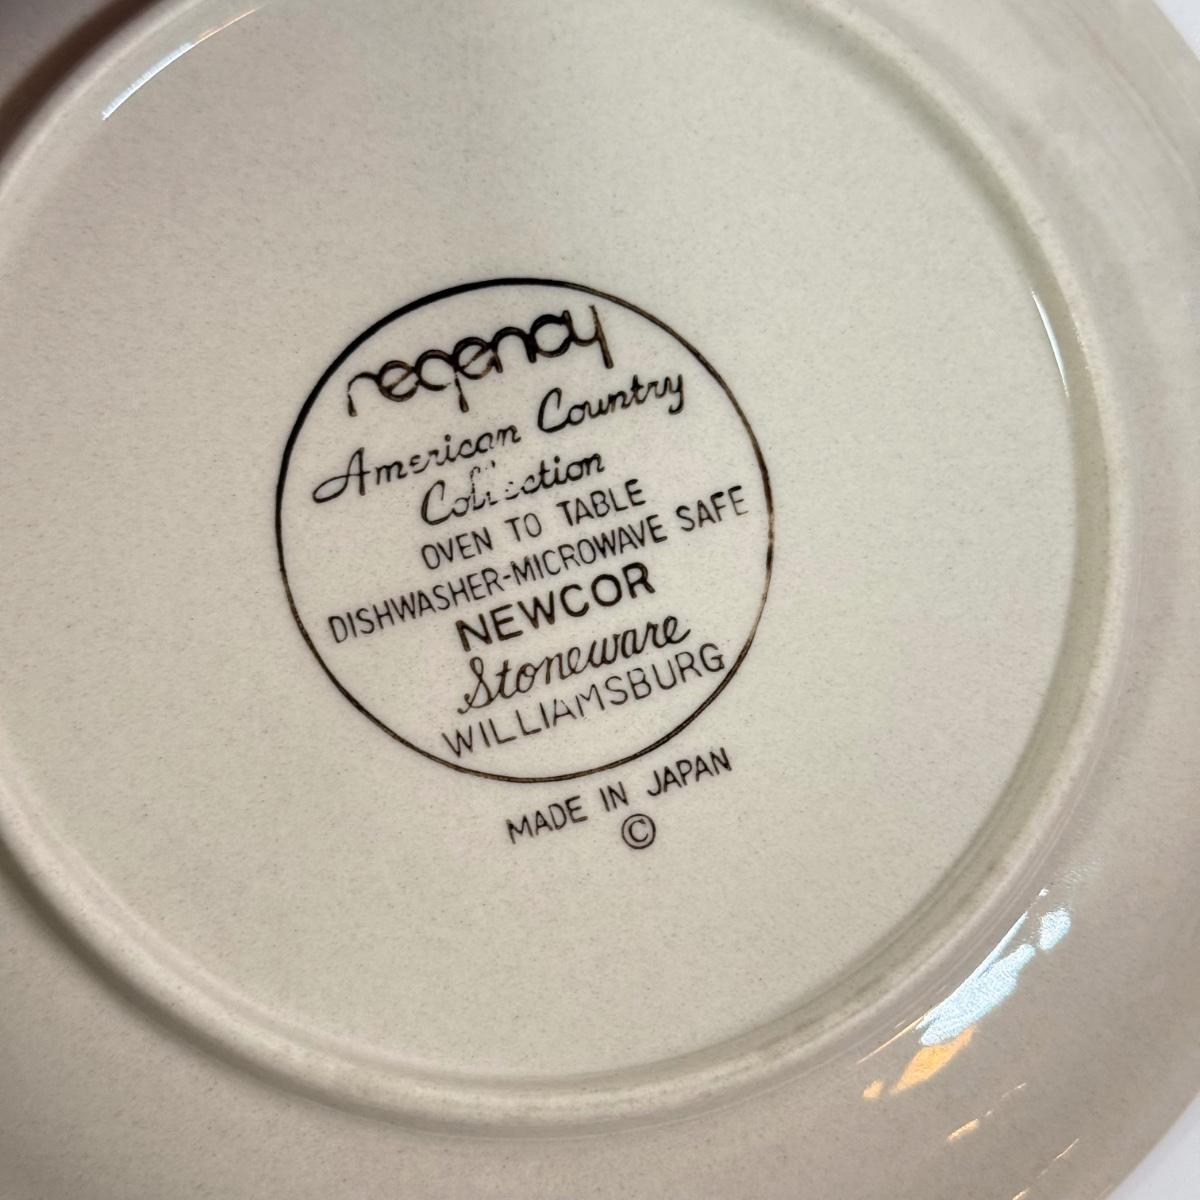 regency
American Country
Collection
OVEN TO TABLE
DISHWASHER-MICROWAVE SAFE
NEWCOR
Stoneware
WILLIAMSBURG
MADE IN JAPAN
©